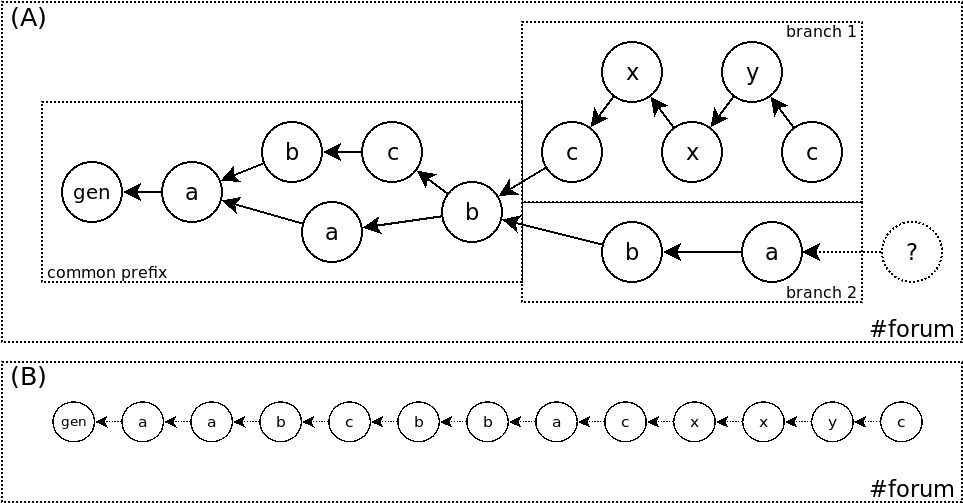 (A)
branch 1
x y
c x c
gen a b c a b
common prefix
b a ?
branch 2
#forum
(B)
gen a a b c b b a c x x y c
#forum